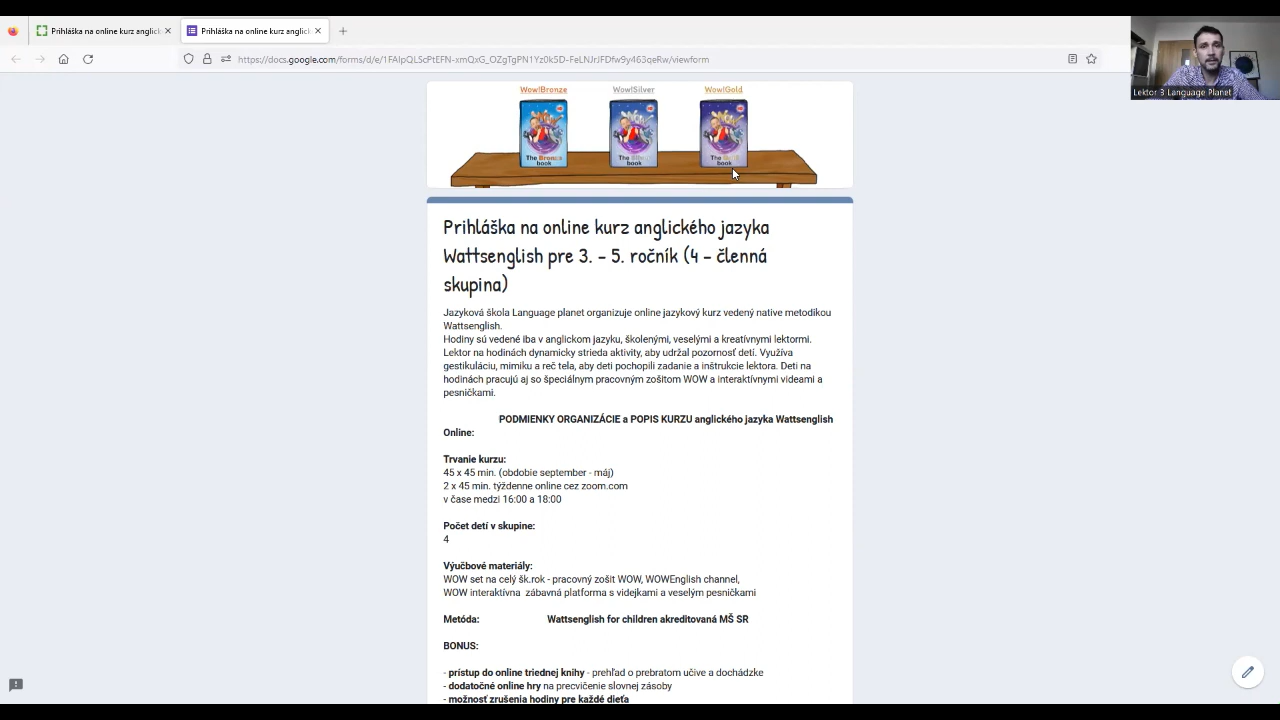 Prihláška na online kurz anglick
Prihláška na online kurz anglick
https://docs.google.com/forms/d/e/1FAIpQLScPtEFN-xmQxG_OZgTgPN1Yz0k5D-FeLNJrJFDfw9y463qeRw/viewform
Lektor 3 Language Planet
Wow!Bronze Wow!Silver Wow!Gold
The Bronze book
The Silver book
The Gold book
Prihláška na online kurz anglického jazyka
Wattsenglish pre 3. – 5. ročník (4 – členná
skupina)
Jazyková škola Language planet organizuje online jazykový kurz vedený native metodikou
Wattsenglish.
Hodiny sú vedené iba v anglickom jazyku, školenými, veselými a kreatívnymi lektormi.
Lektor na hodinách dynamicky strieda aktivity, aby udržal pozornosť detí. Využíva
gestikuláciu, mimiku a reč tela, aby deti pochopili zadanie a inštrukcie lektora. Deti na
hodinách pracujú aj so špeciálnym pracovným zošitom WOW a interaktívnymi videami a
pesničkami.
PODMIENKY ORGANIZÁCIE a POPIS KURZU anglického jazyka Wattsenglish
Online:
Trvanie kurzu:
45 x 45 min. (obdobie september - máj)
2 x 45 min. týždenne online cez zoom.com
v čase medzi 16:00 a 18:00
Počet detí v skupine:
4
Výučbové materiály:
WOW set na celý šk.rok - pracovný zošit WOW, WOWEnglish channel,
WOW interaktívna zábavná platforma s videjkami a veselým pesničkami
Metóda: Wattsenglish for children akreditovaná MŠ SR
BONUS:
- prístup do online triednej knihy - prehľad o prebratom učive a dochádzke
- dodatočné online hry na precvičenie slovnej zásoby
- možnosť zrušenia hodiny pre každé dieťa